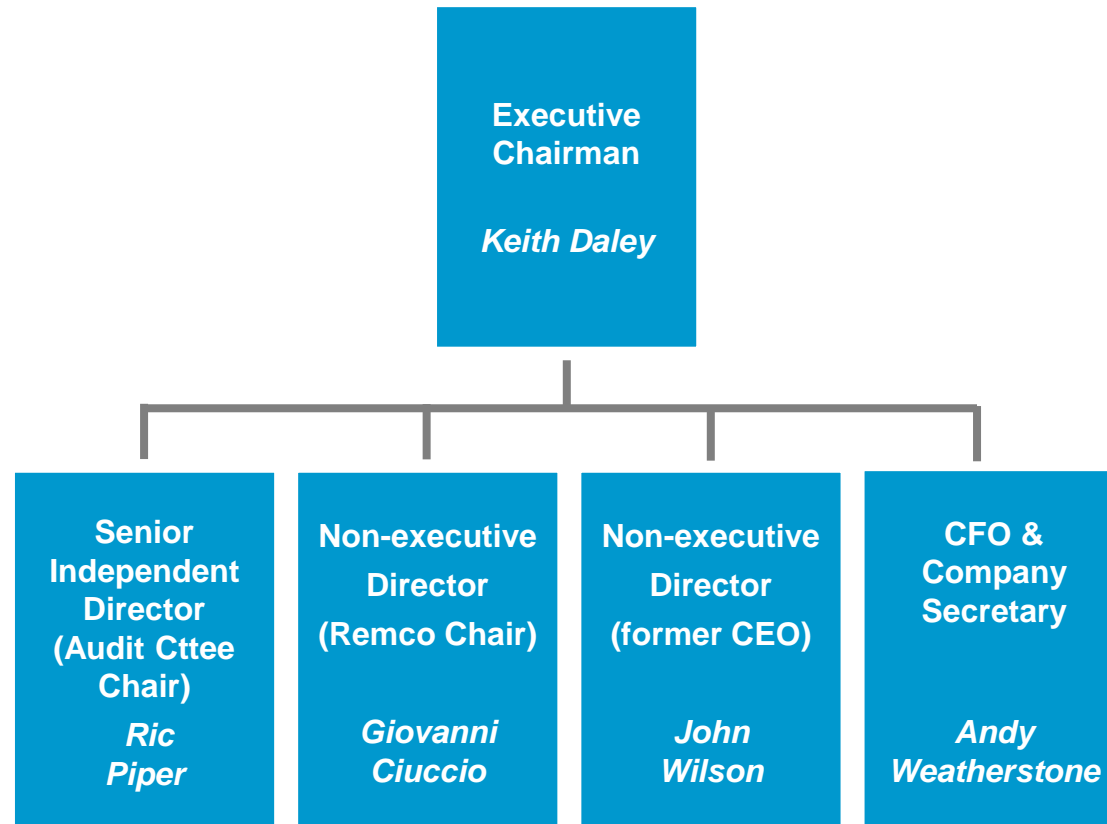 Executive
Chairman
Keith Daley
Senior
Independent
Director
(Audit Cttee
Chair)
Ric
Piper
Non-executive
Director
(Remco Chair)
Giovanni
Ciuccio
Non-executive
Director
(former CEO)
John
Wilson
CFO &
Company
Secretary
Andy
Weatherstone